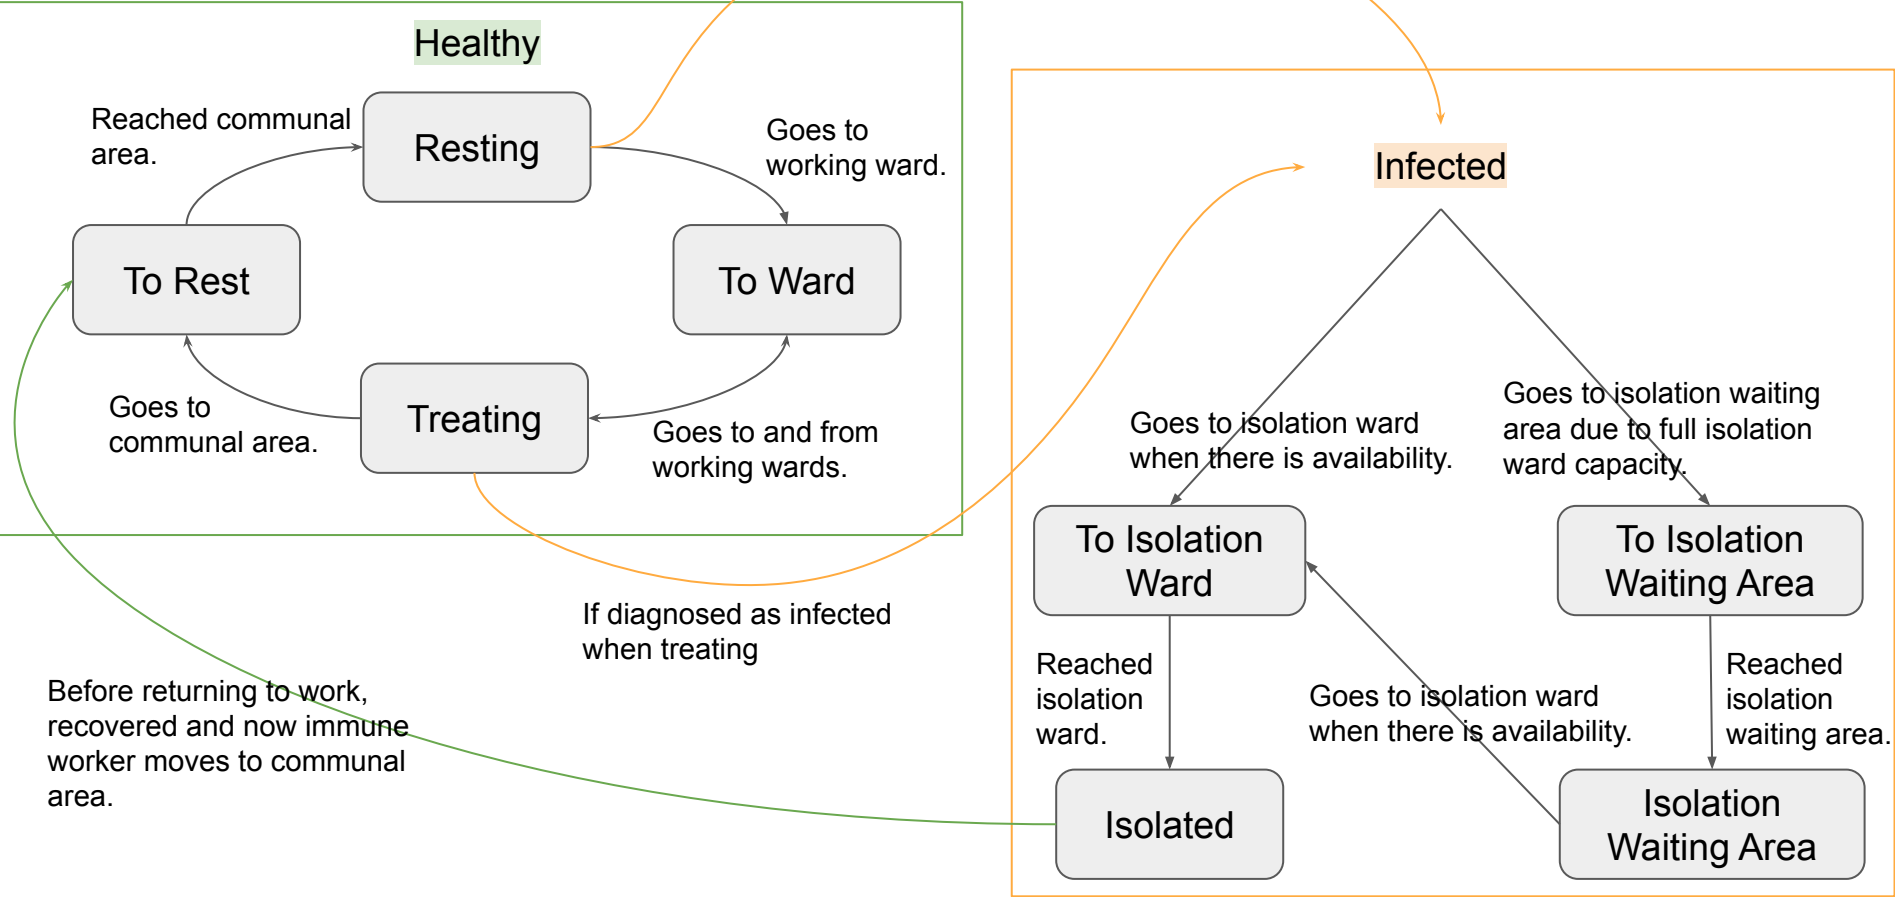 Healthy
Reached communal
area.
Resting
Goes to
working ward.
Infected
To Rest
To Ward
Goes to
communal area.
Treating
Goes to and from
working wards.
Goes to isolation ward
when there is availability.
Goes to isolation waiting
area due to full isolation
ward capacity.
To Isolation
Ward
To Isolation
Waiting Area
If diagnosed as infected
when treating
Before returning to work,
recovered and now immune
worker moves to communal
area.
Reached
isolation
ward.
Goes to isolation ward
when there is availability.
Reached
isolation
waiting area.
Isolated
Isolation
Waiting Area